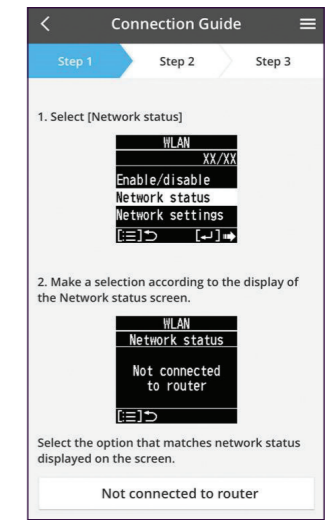 Connection Guide
Step 1 Step 2 Step 3
1. Select [Network status]
WLAN
XX/XX
Enable/disable
Network status
Network settings
2. Make a selection according to the display of
the Network status screen.
WLAN
Network status
Not connected
to router
Select the option that matches network status
displayed on the screen.
Not connected to router